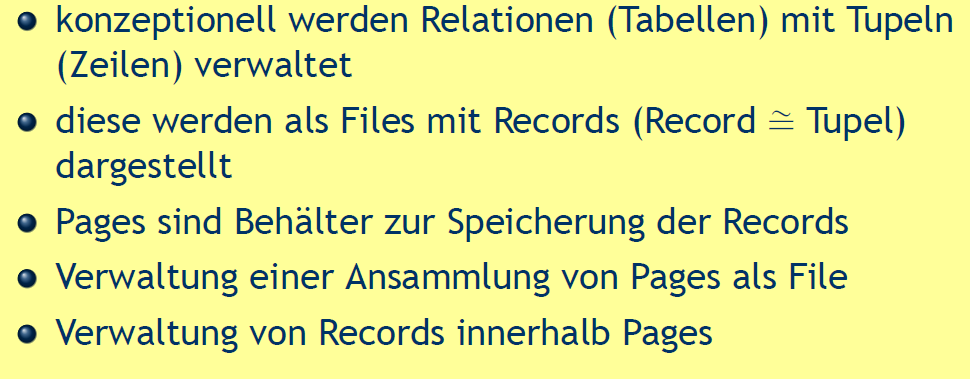 konzeptionell werden Relationen (Tabellen) mit Tupeln
(Zeilen) verwaltet
diese werden als Files mit Records (Record ≅ Tupel)
dargestellt
Pages sind Behälter zur Speicherung der Records
Verwaltung einer Ansammlung von Pages als File
Verwaltung von Records innerhalb Pages